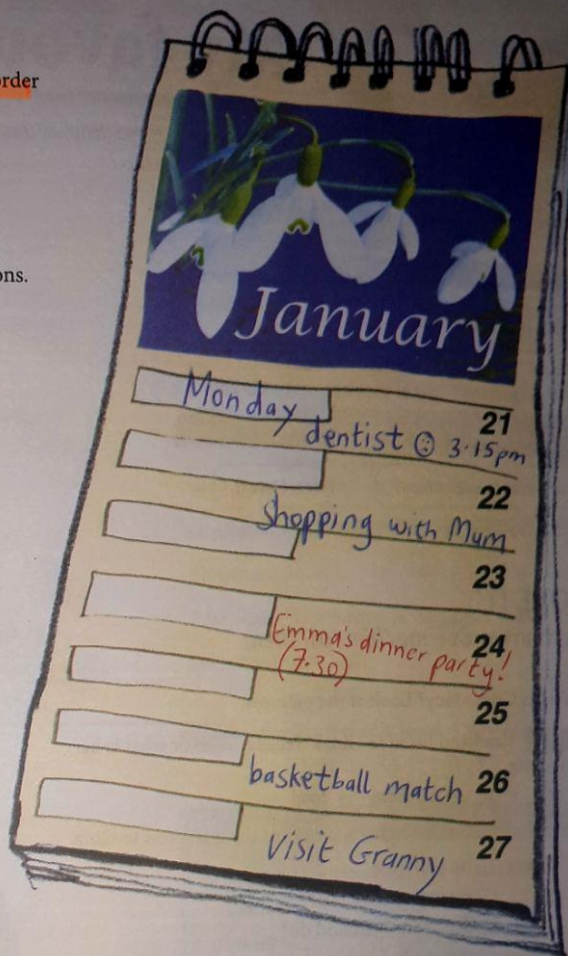 order
ons.
January
Monday
21
dentist @ 3.15pm
22
Shopping with Mum
23
24
Emma's dinner party!
(7.30)
25
basketball match 26
Visit Granny 27